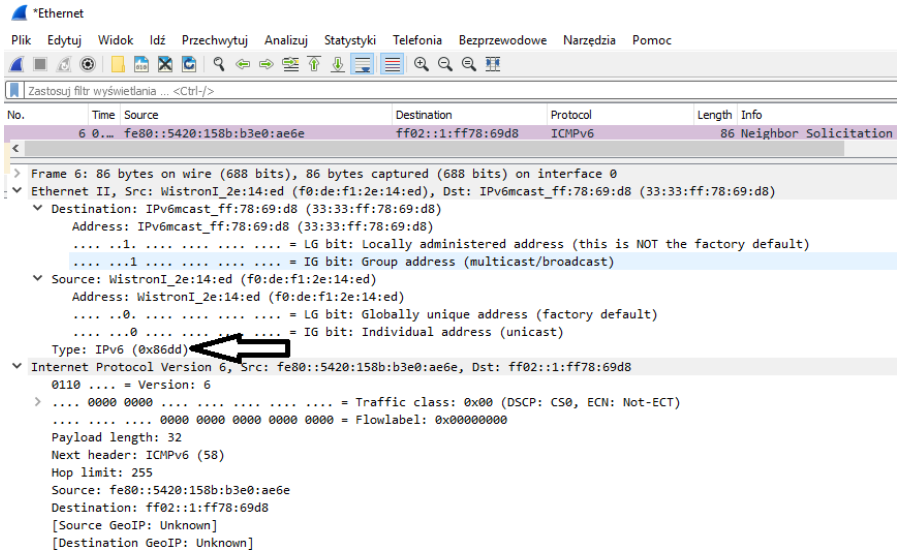 *Ethernet
Plik Edytuj Widok Idź Przechwytuj Analizuj Statystyki Telefonia Bezprzewodowe Narzędzia Pomoc
Zastosuj filtr wyświetlania ... <Ctrl-/>
No. Time Source Destination Protocol Length Info
6 0.… fe80::5420:158b:b3e0:ae6e ff02::1:ff78:69d8 ICMPv6 86 Neighbor Solicitation
Frame 6: 86 bytes on wire (688 bits), 86 bytes captured (688 bits) on interface 0
Ethernet II, Src: WistronI_2e:14:ed (f0:de:f1:2e:14:ed), Dst: IPv6mcast_ff:78:69:d8 (33:33:ff:78:69:d8)
Destination: IPv6mcast_ff:78:69:d8 (33:33:ff:78:69:d8)
Address: IPv6mcast_ff:78:69:d8 (33:33:ff:78:69:d8)
.... ..1. .... .... .... .... = LG bit: Locally administered address (this is NOT the factory default)
.... ...1 .... .... .... .... = IG bit: Group address (multicast/broadcast)
Source: WistronI_2e:14:ed (f0:de:f1:2e:14:ed)
Address: WistronI_2e:14:ed (f0:de:f1:2e:14:ed)
.... ..0. .... .... .... .... = LG bit: Globally unique address (factory default)
.... ...0 .... .... .... .... = IG bit: Individual address (unicast)
Type: IPv6 (0x86dd)
Internet Protocol Version 6, Src: fe80::5420:158b:b3e0:ae6e, Dst: ff02::1:ff78:69d8
0110 .... = Version: 6
.... 0000 0000 .... .... .... .... .... = Traffic class: 0x00 (DSCP: CS0, ECN: Not-ECT)
.... .... .... 0000 0000 0000 0000 0000 = Flowlabel: 0x00000000
Payload length: 32
Next header: ICMPv6 (58)
Hop limit: 255
Source: fe80::5420:158b:b3e0:ae6e
Destination: ff02::1:ff78:69d8
[Source GeoIP: Unknown]
[Destination GeoIP: Unknown]